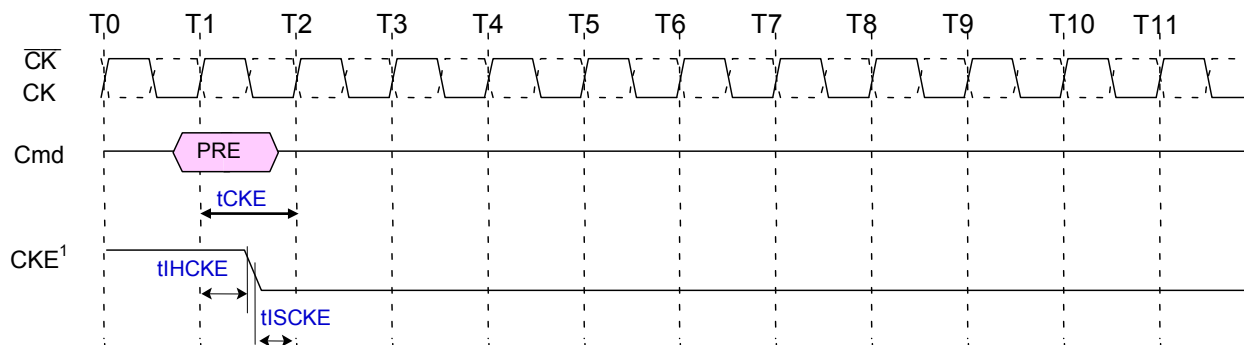 T0 T1 T2 T3 T4 T5 T6 T7 T8 T9 T10 T11
CK
CK
Cmd
PRE
tCKE
CKE1
tIHCKE
tISCKE